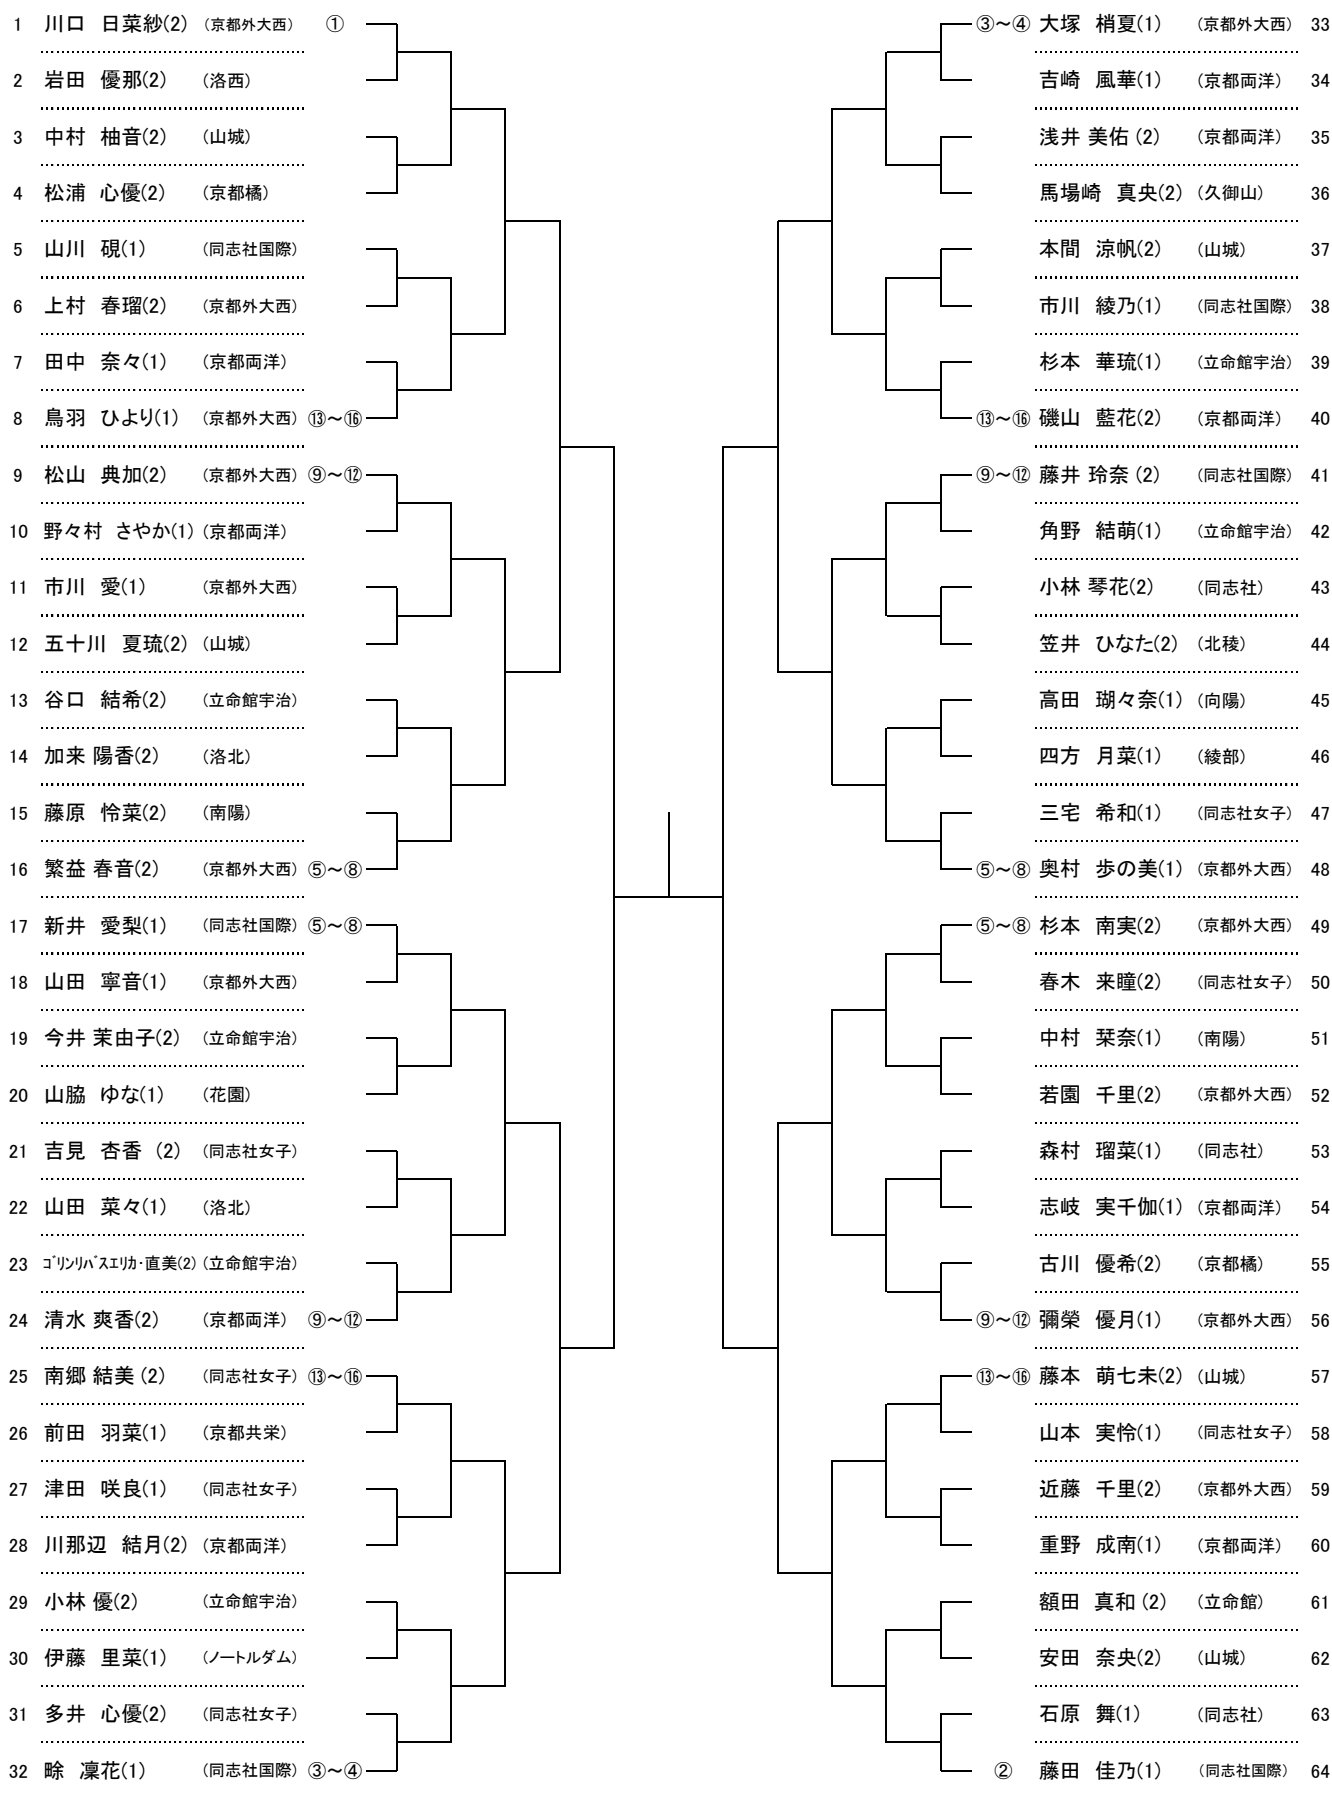 1 川口 日菜紗(2) (京都外大西) ①
2 岩田 優那(2) (洛西)
3 中村 柚音(2) (山城)
4 松浦 心優(2) (京都橘)
5 山川 硯(1) (同志社国際)
6 上村 春瑠(2) (京都外大西)
7 田中 奈々(1) (京都両洋)
8 鳥羽 ひより(1) (京都外大西) ⑬～⑯
9 松山 典加(2) (京都外大西) ⑨～⑫
10 野々村 さやか(1) (京都両洋)
11 市川 愛(1) (京都外大西)
12 五十川 夏琉(2) (山城)
13 谷口 結希(2) (立命館宇治)
14 加来 陽香(2) (洛北)
15 藤原 怜菜(2) (南陽)
16 繁益 春音(2) (京都外大西) ⑤～⑧
17 新井 愛梨(1) (同志社国際) ⑤～⑧
18 山田 寧音(1) (京都外大西)
19 今井 茉由子(2) (立命館宇治)
20 山脇 ゆな(1) (花園)
21 吉見 杏香 (2) (同志社女子)
22 山田 菜々(1) (洛北)
23 ｺﾞﾘﾝﾘﾊﾞｽｴﾘｶ･直美(2) (立命館宇治)
24 清水 爽香(2) (京都両洋) ⑨～⑫
25 南郷 結美 (2) (同志社女子) ⑬～⑯
26 前田 羽菜(1) (京都共栄)
27 津田 咲良(1) (同志社女子)
28 川那辺 結月(2) (京都両洋)
29 小林 優(2) (立命館宇治)
30 伊藤 里菜(1) (ノートルダム)
31 多井 心優(2) (同志社女子)
32 畭 凜花(1) (同志社国際) ③～④
③～④ 大塚 梢夏(1) (京都外大西) 33
吉崎 風華(1) (京都両洋) 34
浅井 美佑 (2) (京都両洋) 35
馬場崎 真央(2) (久御山) 36
本間 涼帆(2) (山城) 37
市川 綾乃(1) (同志社国際) 38
杉本 華琉(1) (立命館宇治) 39
⑬～⑯ 磯山 藍花(2) (京都両洋) 40
⑨～⑫ 藤井 玲奈 (2) (同志社国際) 41
角野 結萌(1) (立命館宇治) 42
小林 琴花(2) (同志社) 43
笠井 ひなた(2) (北稜) 44
高田 瑚々奈(1) (向陽) 45
四方 月菜(1) (綾部) 46
三宅 希和(1) (同志社女子) 47
⑤～⑧ 奥村 歩の美(1) (京都外大西) 48
⑤～⑧ 杉本 南実(2) (京都外大西) 49
春木 来瞳(2) (同志社女子) 50
中村 栞奈(1) (南陽) 51
若園 千里(2) (京都外大西) 52
森村 瑠菜(1) (同志社) 53
志岐 実千伽(1) (京都両洋) 54
古川 優希(2) (京都橘) 55
⑨～⑫ 彌榮 優月(1) (京都外大西) 56
⑬～⑯ 藤本 萌七未(2) (山城) 57
山本 実怜(1) (同志社女子) 58
近藤 千里(2) (京都外大西) 59
重野 成南(1) (京都両洋) 60
額田 真和 (2) (立命館) 61
安田 奈央(2) (山城) 62
石原 舞(1) (同志社) 63
② 藤田 佳乃(1) (同志社国際) 64